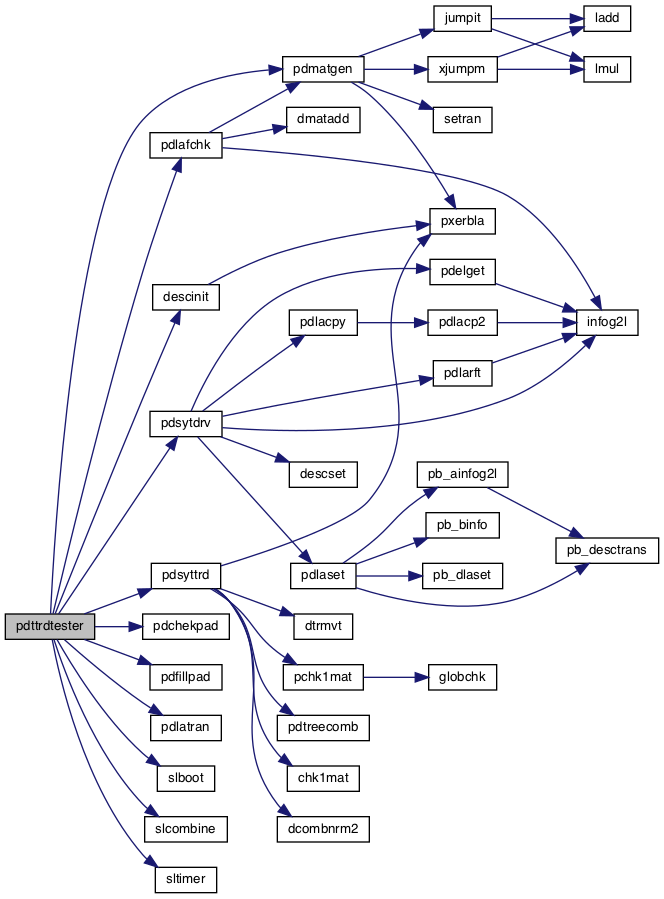 jumpit
ladd
pdmatgen
xjumpm
lmul
dmatadd
setran
pdlafchk
pxerbla
pdelget
descinit
pdlacpy
pdlacp2
infog2l
pdlarft
pdsytdrv
descset
pb_ainfog2l
pb_binfo
pb_desctrans
pdsyttrd
pdlaset
pb_dlaset
pdttrdtester
pdchekpad
dtrmvt
pdfillpad
pchk1mat
globchk
pdlatran
pdtreecomb
slboot
chk1mat
slcombine
dcombnrm2
sltimer